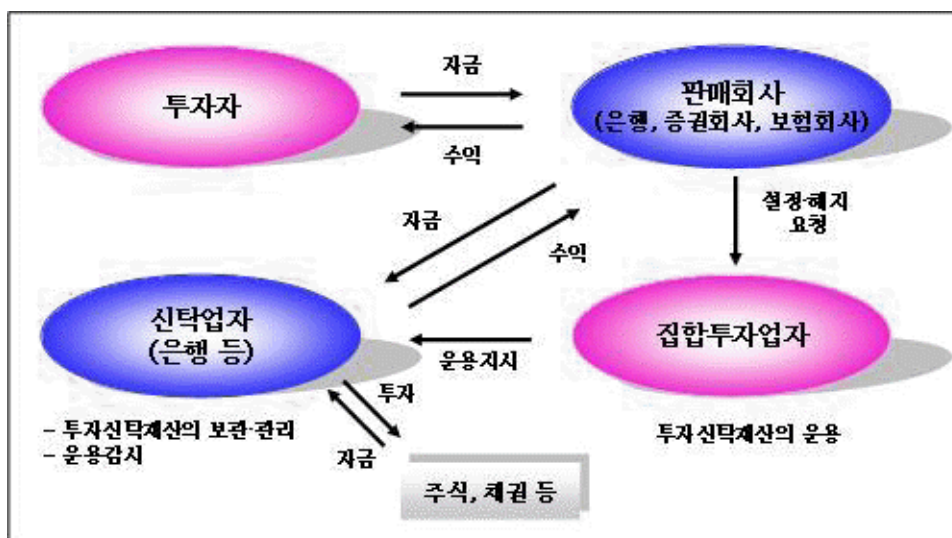 자금
투자자
판매회사
(은행, 증권회사, 보험회사)
수익
자금
설정·해지
요청
수익
신탁업자
(은행 등)
집합투자업자
운용지시
투자
- 투자신탁재산의 보관·관리
- 운용감시
투자신탁재산의 운용
자금
주식, 채권 등